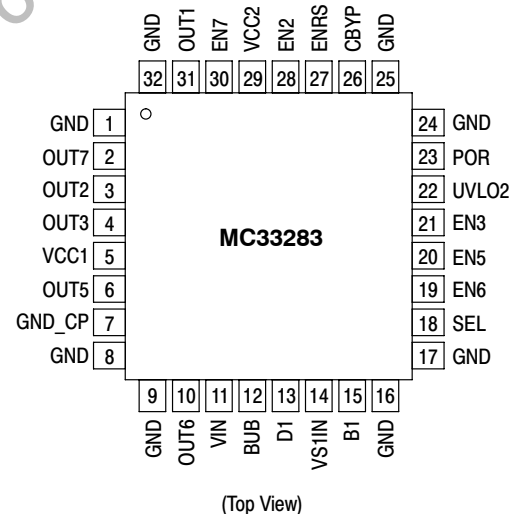 GND OUT1 EN7 VCC2 EN2 ENRS CBYP GND
32 31 30 29 28 27 26 25
GND 1 24 GND
OUT7 2 23 POR
OUT2 3 22 UVLO2
OUT3 4 21 EN3
MC33283
VCC1 5 20 EN5
OUT5 6 19 EN6
GND_CP 7 18 SEL
GND 8 17 GND
9 10 11 12 13 14 15 16
GND OUT6 VIN BUB D1 VS1IN B1 GND
(Top View)